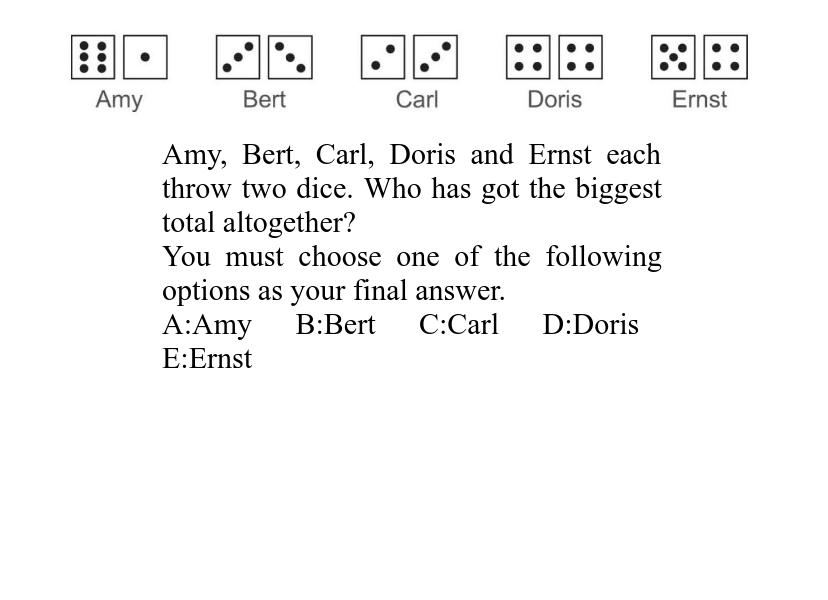 Amy Bert Carl Doris Ernst
Amy, Bert, Carl, Doris and Ernst each
throw two dice. Who has got the biggest
total altogether?
You must choose one of the following
options as your final answer.
A:Amy B:Bert C:Carl D:Doris
E:Ernst